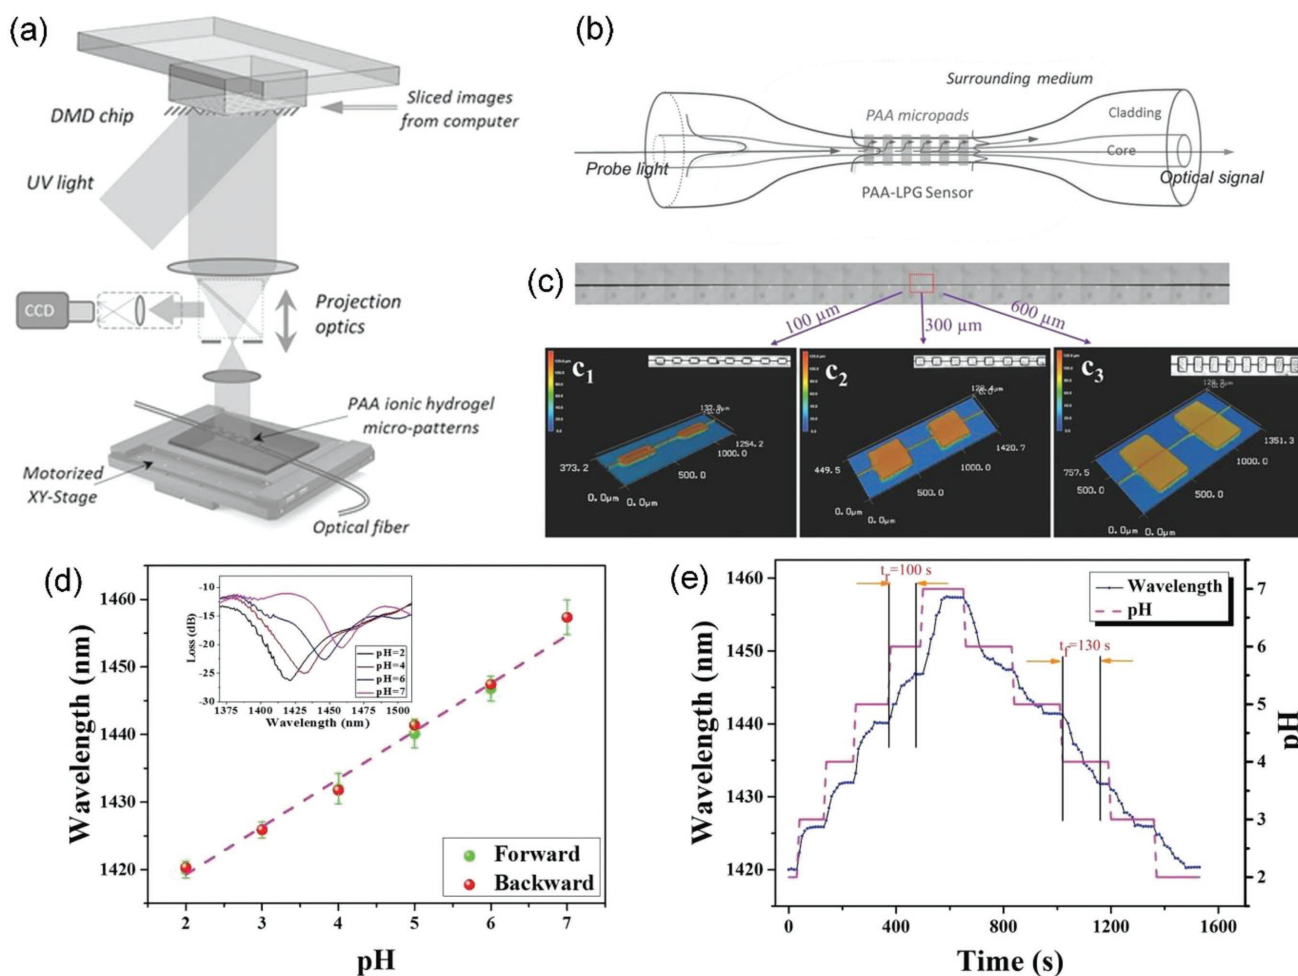 (a)
DMD chip
Sliced images
from computer
UV light
CCD
Projection
optics
PAA ionic hydrogel
micro-patterns
Motorized
XY-Stage
Optical fiber
(b)
Surrounding medium
PAA micropads
Cladding
Core
Probe light
Optical signal
PAA-LPG Sensor
(c)
100 μm
300 μm
600 μm
c1
373.2
1254.2
1000.0
500.0
0.0μm
0.0μm
c2
449.5
1420.7
1000.0
500.0
0.0μm
0.0μm
c3
757.5
500.0
1351.3
1000.0
500.0
0.0μm
0.0μm
(d)
Wavelength (nm)
1460
1450
1440
1430
1420
2 3 4 5 6 7
pH
Forward
Backward
Loss (dB)
-5
-10
-15
-20
-25
-30
1375 1400 1425 1450 1475 1500
Wavelength (nm)
pH=2
pH=4
pH=6
pH=7
(e)
Wavelength (nm)
1460
1450
1440
1430
1420
0 400 800 1200 1600
Time (s)
tr=100 s
tf=130 s
Wavelength
pH
7
6
5
4
3
2
pH